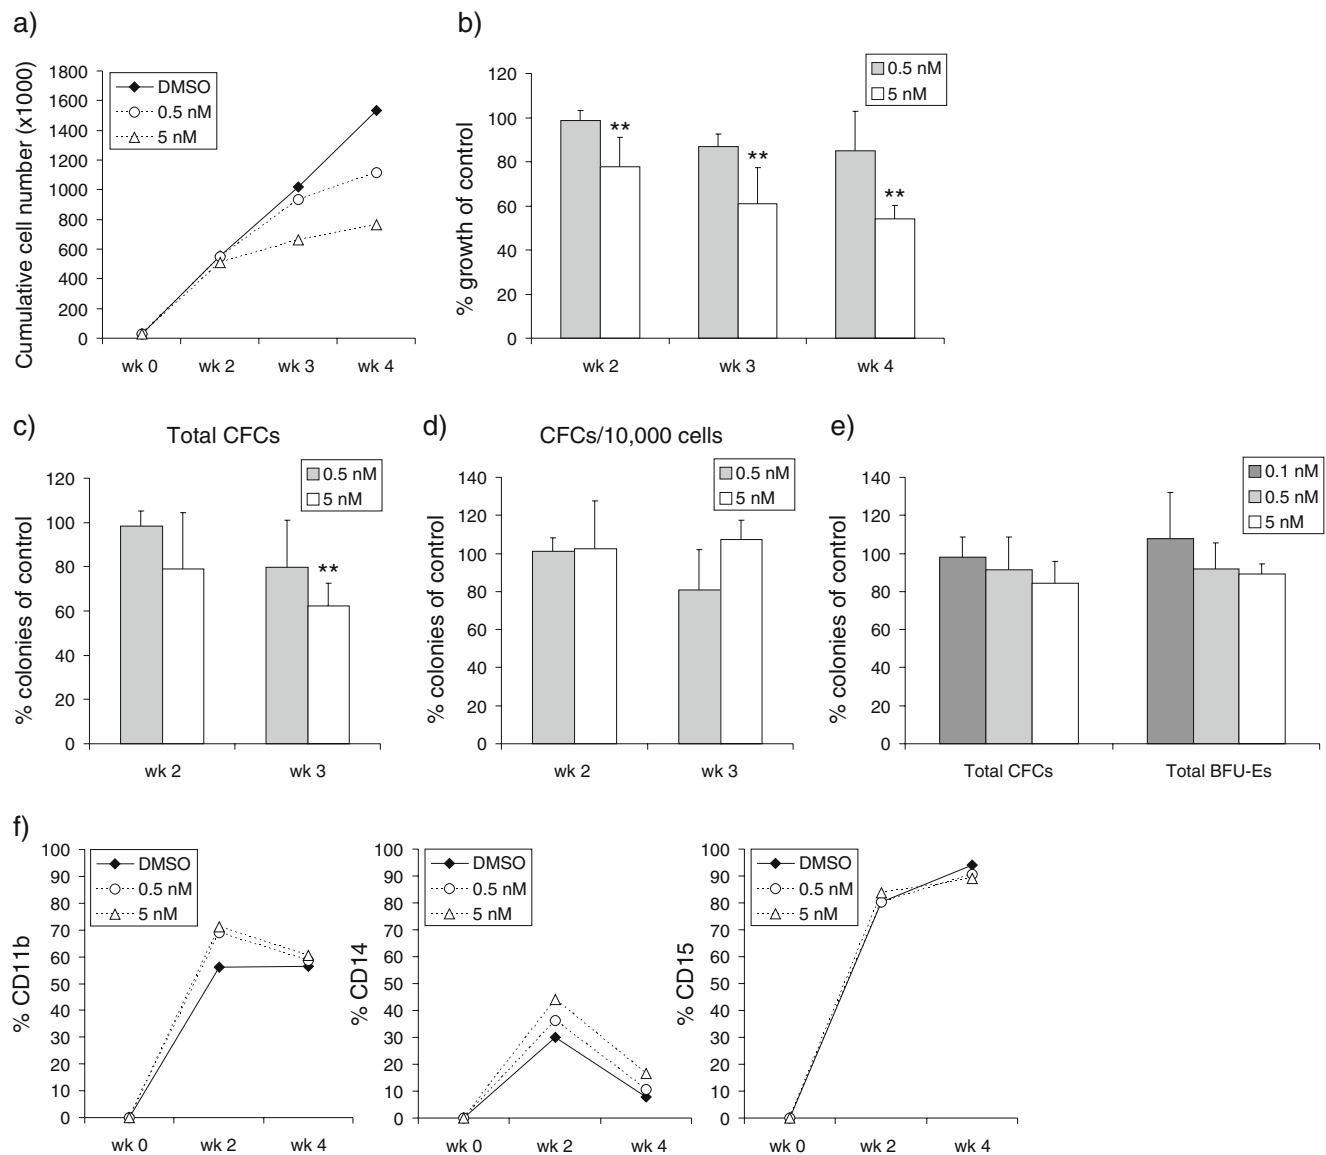 a)
Cumulative cell number (x1000)
1800
1600
1400
1200
1000
800
600
400
200
0
DMSO
0.5 nM
5 nM
wk 0 wk 2 wk 3 wk 4
b)
% growth of control
120
100
80
60
40
20
0
0.5 nM
5 nM
**
**
**
wk 2 wk 3 wk 4
c)
Total CFCs
% colonies of control
120
100
80
60
40
20
0
0.5 nM
5 nM
**
wk 2 wk 3
d)
CFCs/10,000 cells
% colonies of control
140
120
100
80
60
40
20
0
0.5 nM
5 nM
wk 2 wk 3
e)
% colonies of control
140
120
100
80
60
40
20
0
0.1 nM
0.5 nM
5 nM
Total CFCs Total BFU-Es
f)
% CD11b
100
90
80
70
60
50
40
30
20
10
0
DMSO
0.5 nM
5 nM
wk 0 wk 2 wk 4
% CD14
100
90
80
70
60
50
40
30
20
10
0
DMSO
0.5 nM
5 nM
wk 0 wk 2 wk 4
% CD15
100
90
80
70
60
50
40
30
20
10
0
DMSO
0.5 nM
5 nM
wk 0 wk 2 wk 4